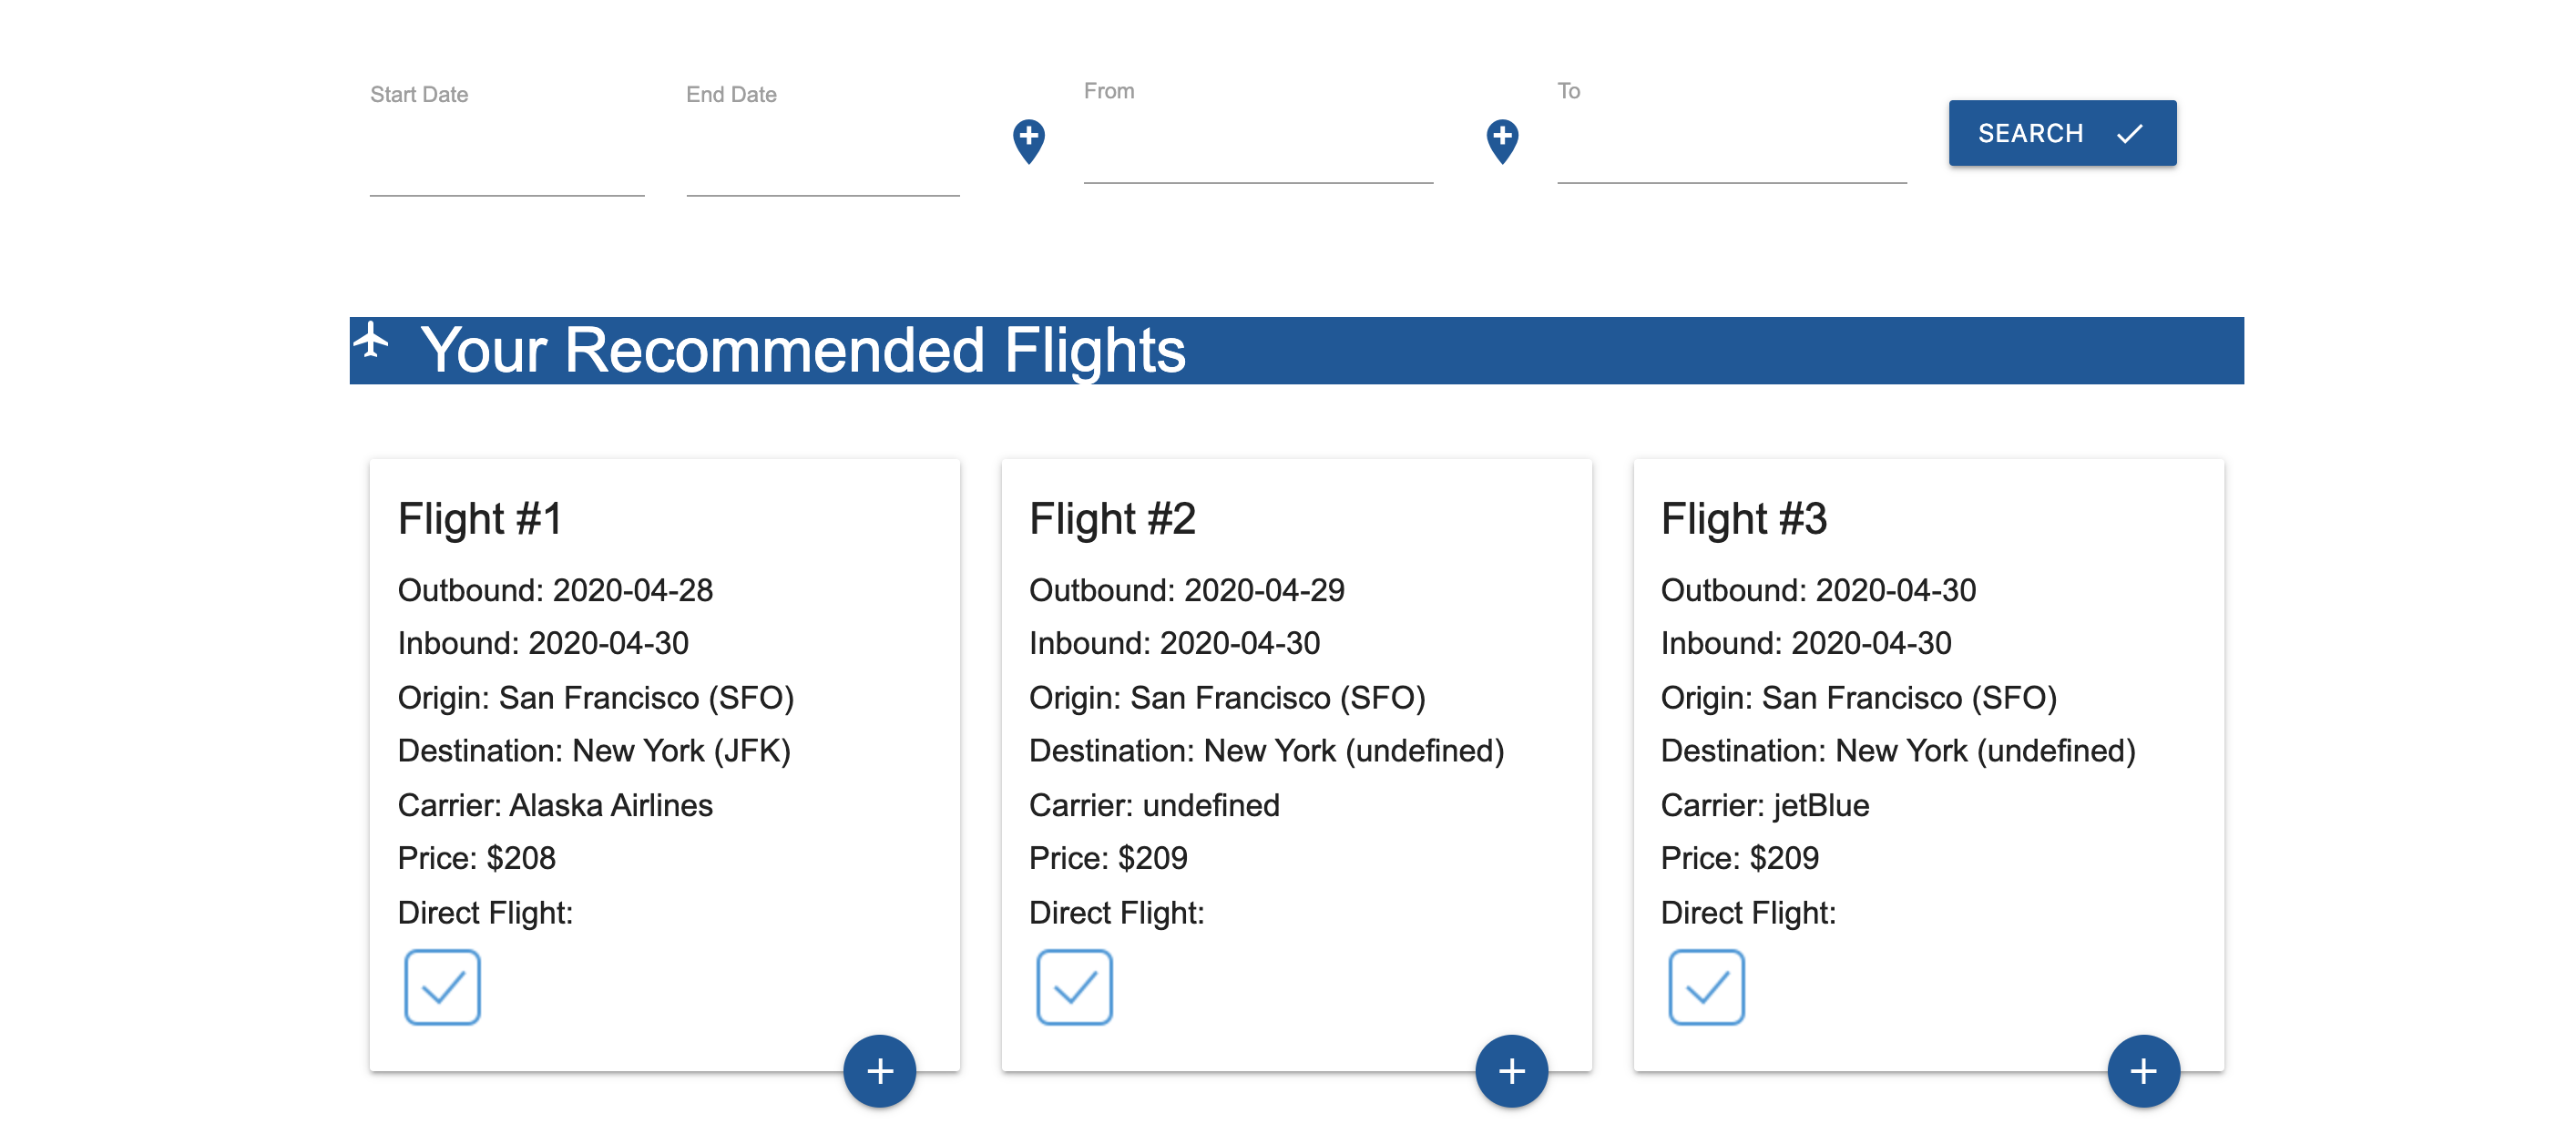 Start Date
End Date
From
To
SEARCH
Your Recommended Flights
Flight #1
Outbound: 2020-04-28
Inbound: 2020-04-30
Origin: San Francisco (SFO)
Destination: New York (JFK)
Carrier: Alaska Airlines
Price: $208
Direct Flight:
Flight #2
Outbound: 2020-04-29
Inbound: 2020-04-30
Origin: San Francisco (SFO)
Destination: New York (undefined)
Carrier: undefined
Price: $209
Direct Flight:
Flight #3
Outbound: 2020-04-30
Inbound: 2020-04-30
Origin: San Francisco (SFO)
Destination: New York (undefined)
Carrier: jetBlue
Price: $209
Direct Flight: